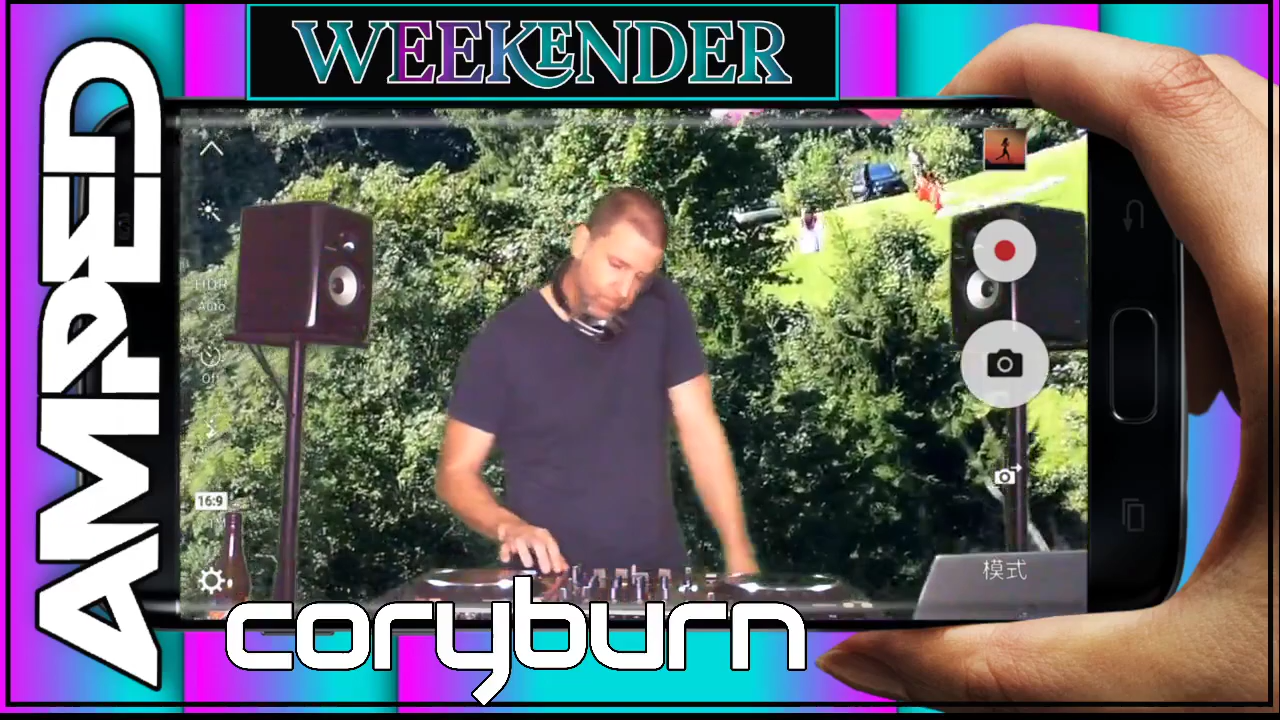 WEEKENDER
AMPED
HDR
Auto
Off
16:9
模式
coryburn